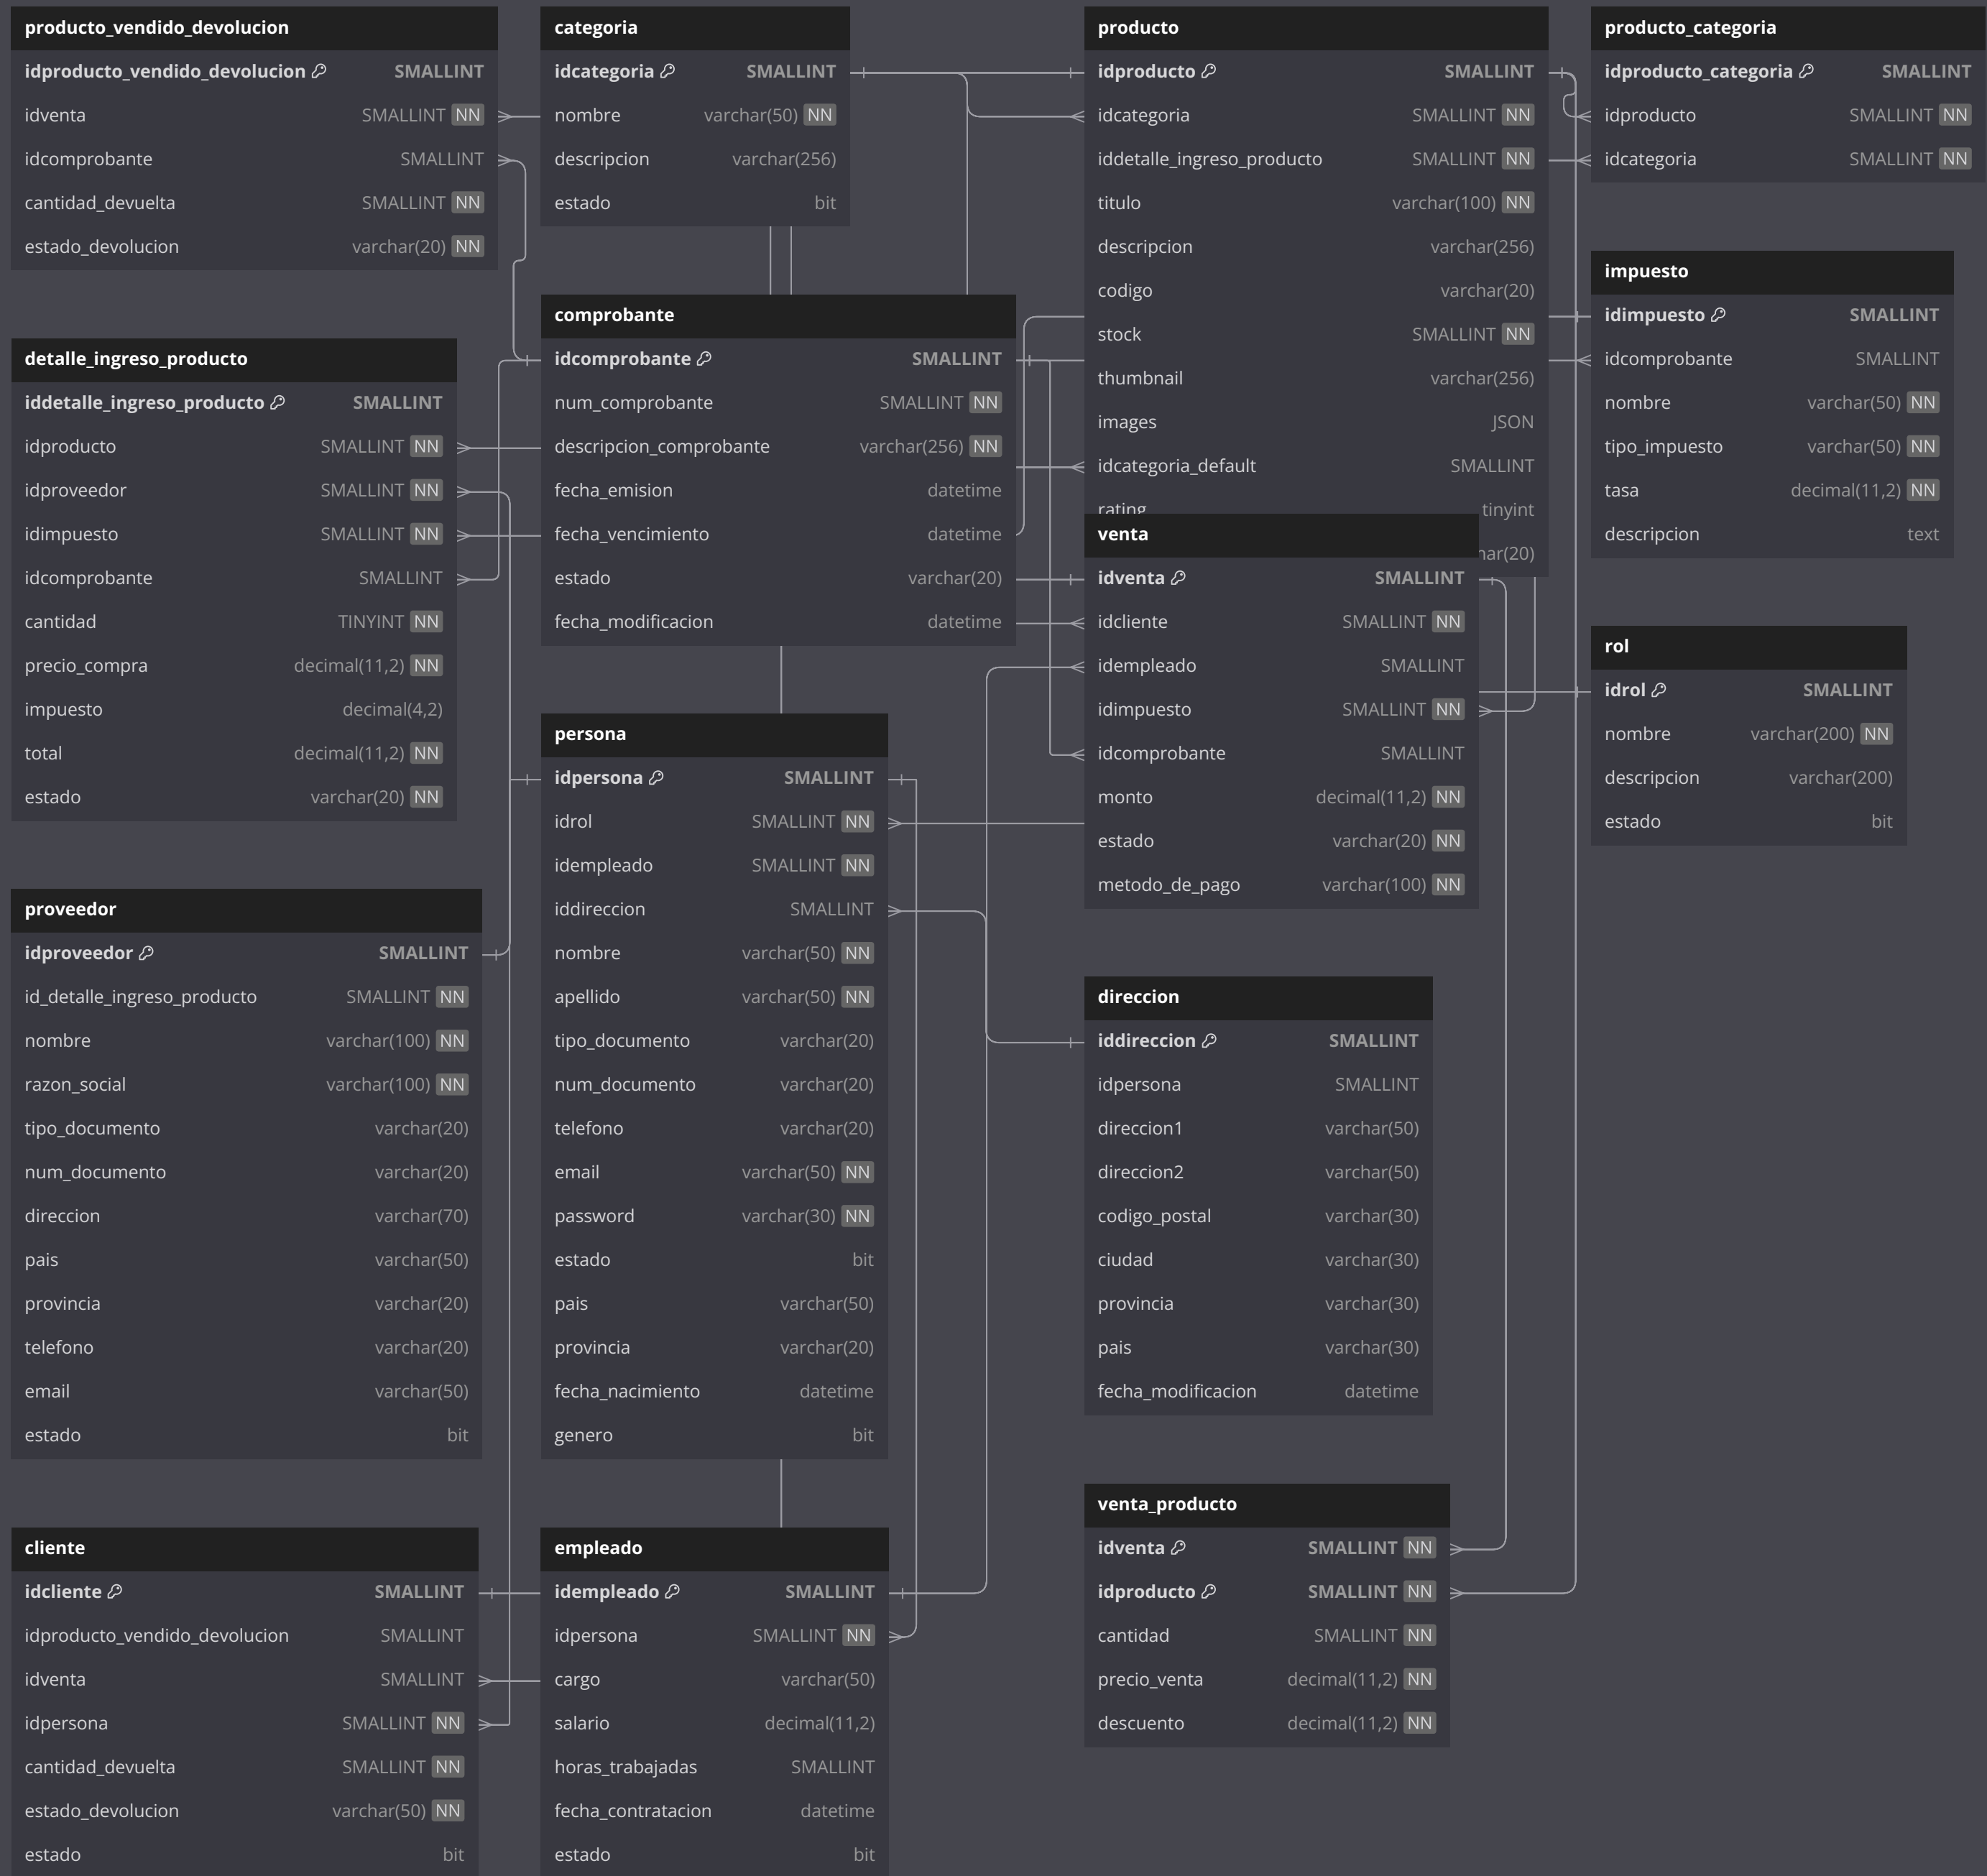 producto_vendido_devolucion
idproducto_vendido_devolucion SMALLINT
idventa SMALLINT NN
idcomprobante SMALLINT
cantidad_devuelta SMALLINT NN
estado_devolucion varchar(20) NN
categoria
idcategoria SMALLINT
nombre varchar(50) NN
descripcion varchar(256)
estado bit
producto
idproducto SMALLINT
idcategoria SMALLINT NN
iddetalle_ingreso_producto SMALLINT NN
titulo varchar(100) NN
descripcion varchar(256)
codigo varchar(20)
stock SMALLINT NN
thumbnail varchar(256)
images JSON
idcategoria_default SMALLINT
rating tinyint
producto_categoria
idproducto_categoria SMALLINT
idproducto SMALLINT NN
idcategoria SMALLINT NN
impuesto
idimpuesto SMALLINT
idcomprobante SMALLINT
nombre varchar(50) NN
tipo_impuesto varchar(50) NN
tasa decimal(11,2) NN
descripcion text
comprobante
idcomprobante SMALLINT
num_comprobante SMALLINT NN
descripcion_comprobante varchar(256) NN
fecha_emision datetime
fecha_vencimiento datetime
estado varchar(20)
fecha_modificacion datetime
detalle_ingreso_producto
iddetalle_ingreso_producto SMALLINT
idproducto SMALLINT NN
idproveedor SMALLINT NN
idimpuesto SMALLINT NN
idcomprobante SMALLINT
cantidad TINYINT NN
precio_compra decimal(11,2) NN
impuesto decimal(4,2)
total decimal(11,2) NN
estado varchar(20) NN
venta
idventa SMALLINT
idcliente SMALLINT NN
idempleado SMALLINT
idimpuesto SMALLINT NN
idcomprobante SMALLINT
monto decimal(11,2) NN
estado varchar(20) NN
metodo_de_pago varchar(100) NN
rol
idrol SMALLINT
nombre varchar(200) NN
descripcion varchar(200)
estado bit
persona
idpersona SMALLINT
idrol SMALLINT NN
idempleado SMALLINT NN
iddireccion SMALLINT
nombre varchar(50) NN
apellido varchar(50) NN
tipo_documento varchar(20)
num_documento varchar(20)
telefono varchar(20)
email varchar(50) NN
password varchar(30) NN
estado bit
pais varchar(50)
provincia varchar(20)
fecha_nacimiento datetime
genero bit
proveedor
idproveedor SMALLINT
id_detalle_ingreso_producto SMALLINT NN
nombre varchar(100) NN
razon_social varchar(100) NN
tipo_documento varchar(20)
num_documento varchar(20)
direccion varchar(70)
pais varchar(50)
provincia varchar(20)
telefono varchar(20)
email varchar(50)
estado bit
direccion
iddireccion SMALLINT
idpersona SMALLINT
direccion1 varchar(50)
direccion2 varchar(50)
codigo_postal varchar(30)
ciudad varchar(30)
provincia varchar(30)
pais varchar(30)
fecha_modificacion datetime
cliente
idcliente SMALLINT
idproducto_vendido_devolucion SMALLINT
idventa SMALLINT
idpersona SMALLINT NN
cantidad_devuelta SMALLINT NN
estado_devolucion varchar(50) NN
estado bit
empleado
idempleado SMALLINT
idpersona SMALLINT NN
cargo varchar(50)
salario decimal(11,2)
horas_trabajadas SMALLINT
fecha_contratacion datetime
estado bit
venta_producto
idventa SMALLINT NN
idproducto SMALLINT NN
cantidad SMALLINT NN
precio_venta decimal(11,2) NN
descuento decimal(11,2) NN